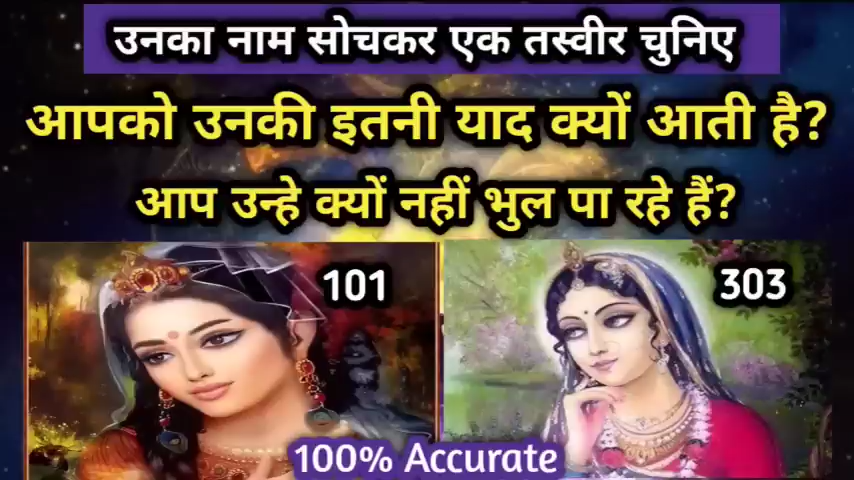 उनका नाम सोचकर एक तस्वीर चुनिए
आपको उनकी इतनी याद क्यों आती है?
आप उन्हे क्यों नहीं भुल पा रहे हैं?
101
303
100% Accurate